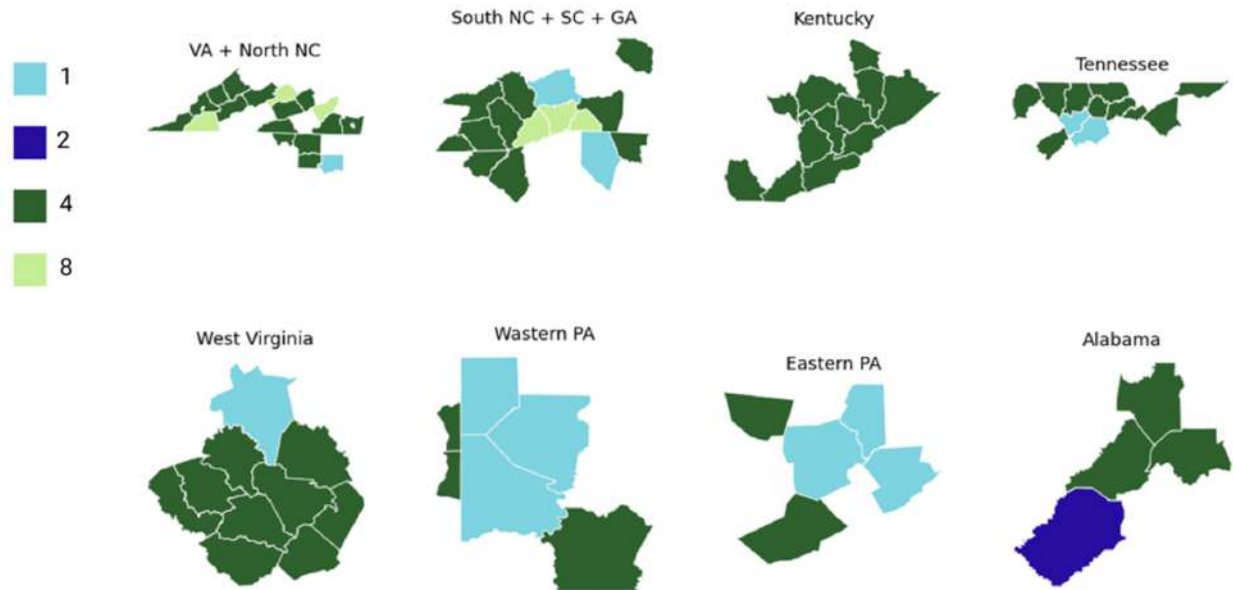 South NC + SC + GA
Kentucky
VA + North NC
Tennessee
1
2
4
8
West Virginia
Wastern PA
Eastern PA
Alabama